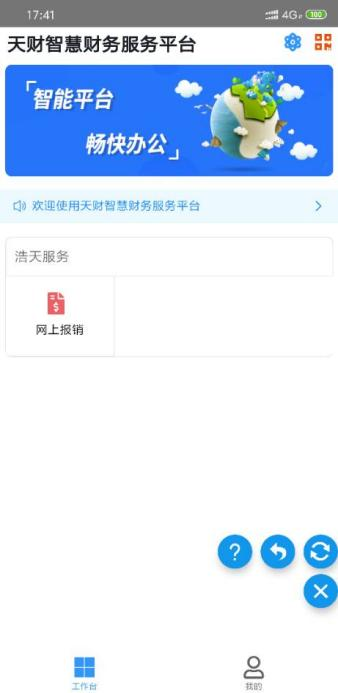 17:41
4G
100
天财智慧财务服务平台
「智能平台
畅快办公」
欢迎使用天财智慧财务服务平台
浩天服务
$
网上报销
?
工作台
我的